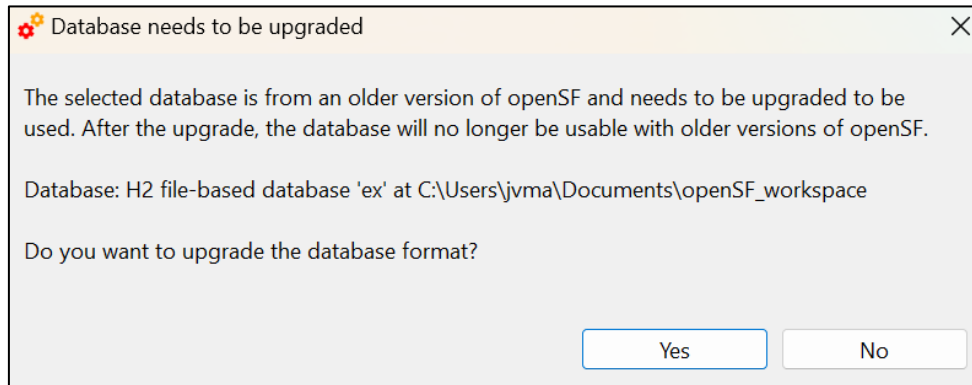 Database needs to be upgraded
The selected database is from an older version of openSF and needs to be upgraded to be
used. After the upgrade, the database will no longer be usable with older versions of openSF.
Database: H2 file-based database 'ex' at C:\Users\jvma\Documents\openSF_workspace
Do you want to upgrade the database format?
Yes No